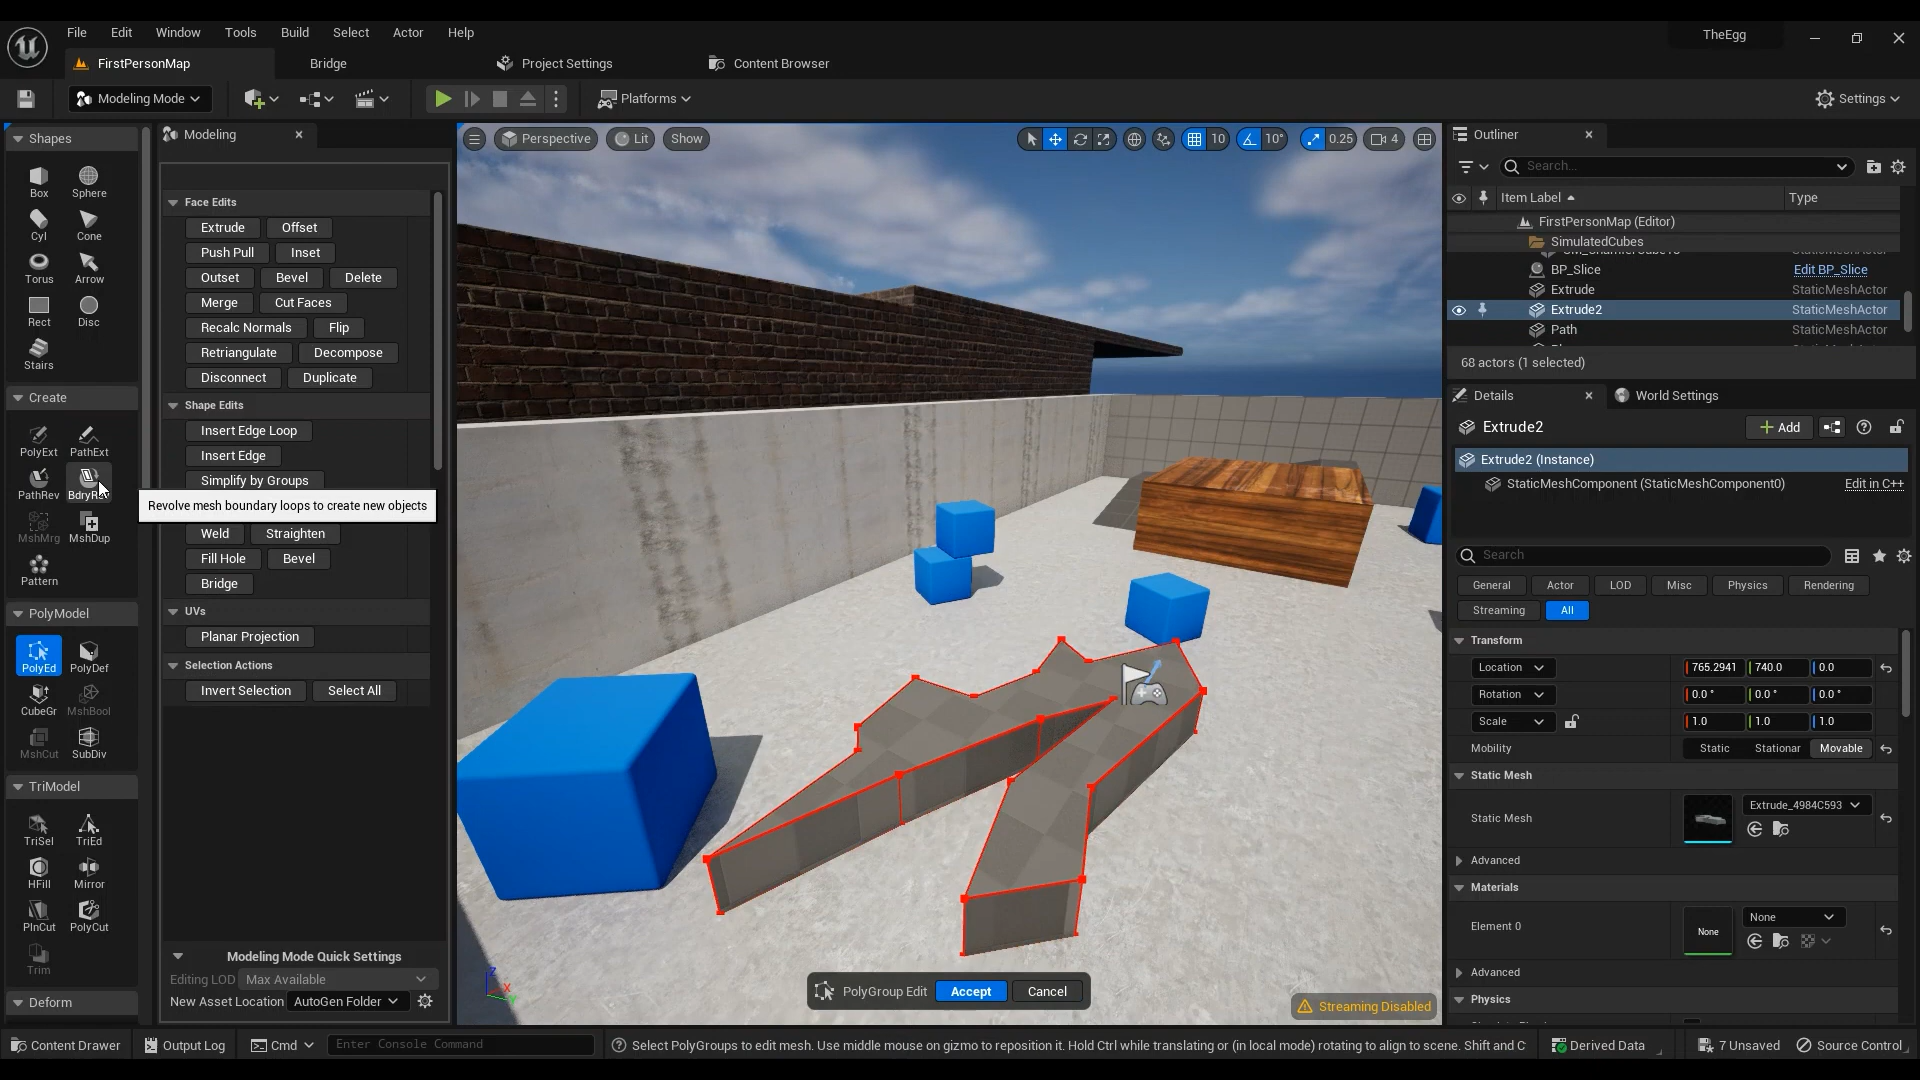 File Edit Window Tools Build Select Actor Help
TheEgg
FirstPersonMap Bridge Project Settings Content Browser
Modeling Mode Platforms Settings
Shapes
Box Sphere
Cyl Cone
Torus Arrow
Rect Disc
Stairs
Create
PolyExt PathExt
PathRev BdryRev
MshMrg MshDup
Pattern
PolyModel
PolyEd PolyDef
CubeGr MshBool
MshCut SubDiv
TriModel
TriSel TriEd
HFill Mirror
PlnCut PolyCut
Trim
Deform
Modeling
Face Edits
Extrude Offset
Push Pull Inset
Outset Bevel Delete
Merge Cut Faces
Recalc Normals Flip
Retriangulate Decompose
Disconnect Duplicate
Shape Edits
Insert Edge Loop
Insert Edge
Simplify by Groups
Revolve mesh boundary loops to create new objects
Weld Straighten
Fill Hole Bevel
Bridge
UVs
Planar Projection
Selection Actions
Invert Selection Select All
Modeling Mode Quick Settings
Editing LOD Max Available
New Asset Location AutoGen Folder
Perspective Lit Show 10 10° 0.25 4
Z
X
Y
PolyGroup Edit Accept Cancel
Streaming Disabled
Outliner
Search...
Item Label Type
FirstPersonMap (Editor)
SimulatedCubes
BP_Slice Edit BP_Slice
Extrude StaticMeshActor
Extrude2 StaticMeshActor
Path StaticMeshActor
68 actors (1 selected)
Details World Settings
Extrude2 Add
Extrude2 (Instance)
StaticMeshComponent (StaticMeshComponent0) Edit in C++
Search
General Actor LOD Misc Physics Rendering
Streaming All
Transform
Location 765.2941 740.0 0.0
Rotation 0.0 ° 0.0 ° 0.0 °
Scale 1.0 1.0 1.0
Mobility Static Stationar Movable
Static Mesh
Static Mesh Extrude_4984C593
Advanced
Materials
Element 0 None None
Advanced
Physics
Content Drawer Output Log Cmd Enter Console Command Select PolyGroups to edit mesh. Use middle mouse on gizmo to reposition it. Hold Ctrl while translating or (in local mode) rotating to align to scene. Shift and C Derived Data 7 Unsaved Source Control